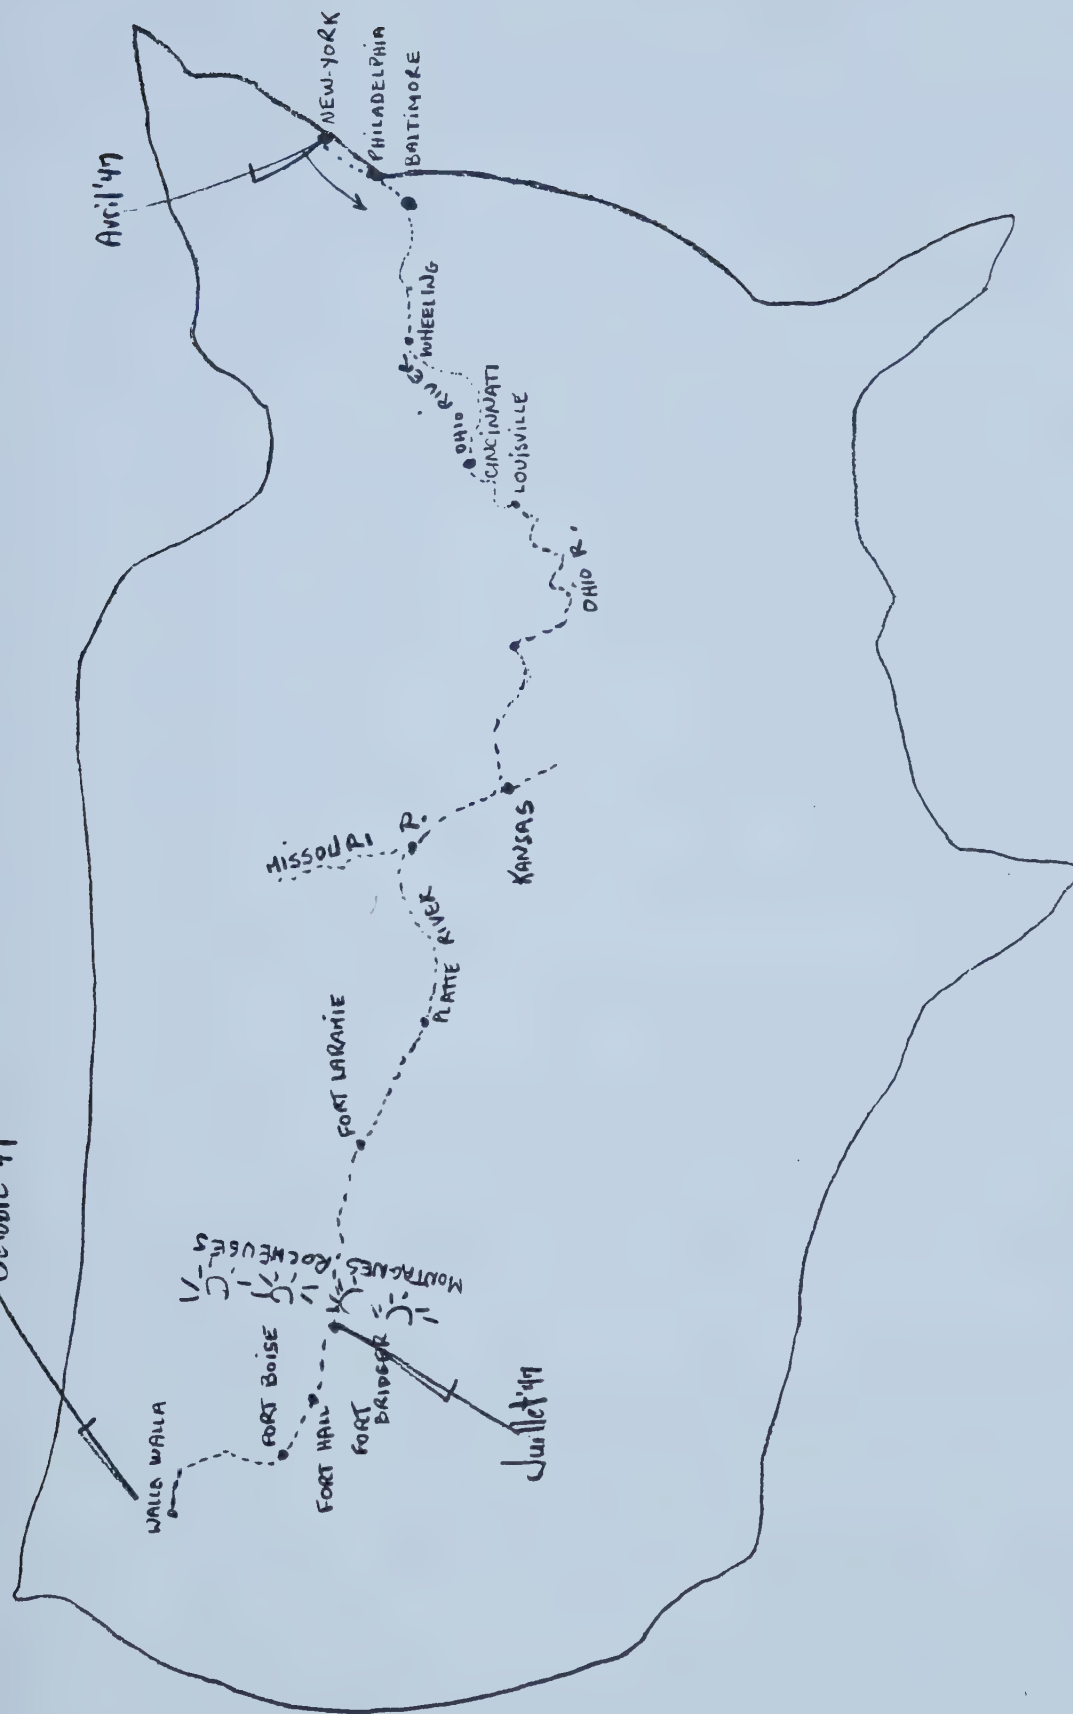 Avril'47
NEW-YORK
PHILADELPHIA
BALTIMORE
WHEELING
OHIO RIVER
CINCINNATI
LOUISVILLE
OHIO R.
KANSAS
MISSOURI
P.
PLATTE RIVER
FORT LARAMIE
MONTAGNES ROCHEUSES
FORT
BRIDGER
Juillet'47
FORT HALL
FORT BOISE
WALLA WALLA